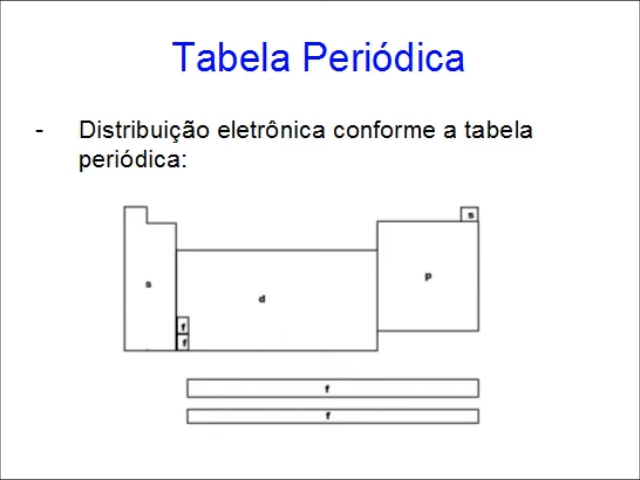 Tabela Periódica
- Distribuição eletrônica conforme a tabela
periódica:
s
s
p
d
f
f
f
f